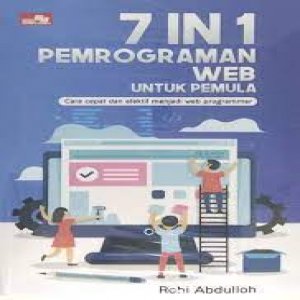 7 IN 1
PEMROGRAMAN
WEB
UNTUK PEMULA
Cara cepat dan efektif menjadi web programmer
Rohi Abdulloh